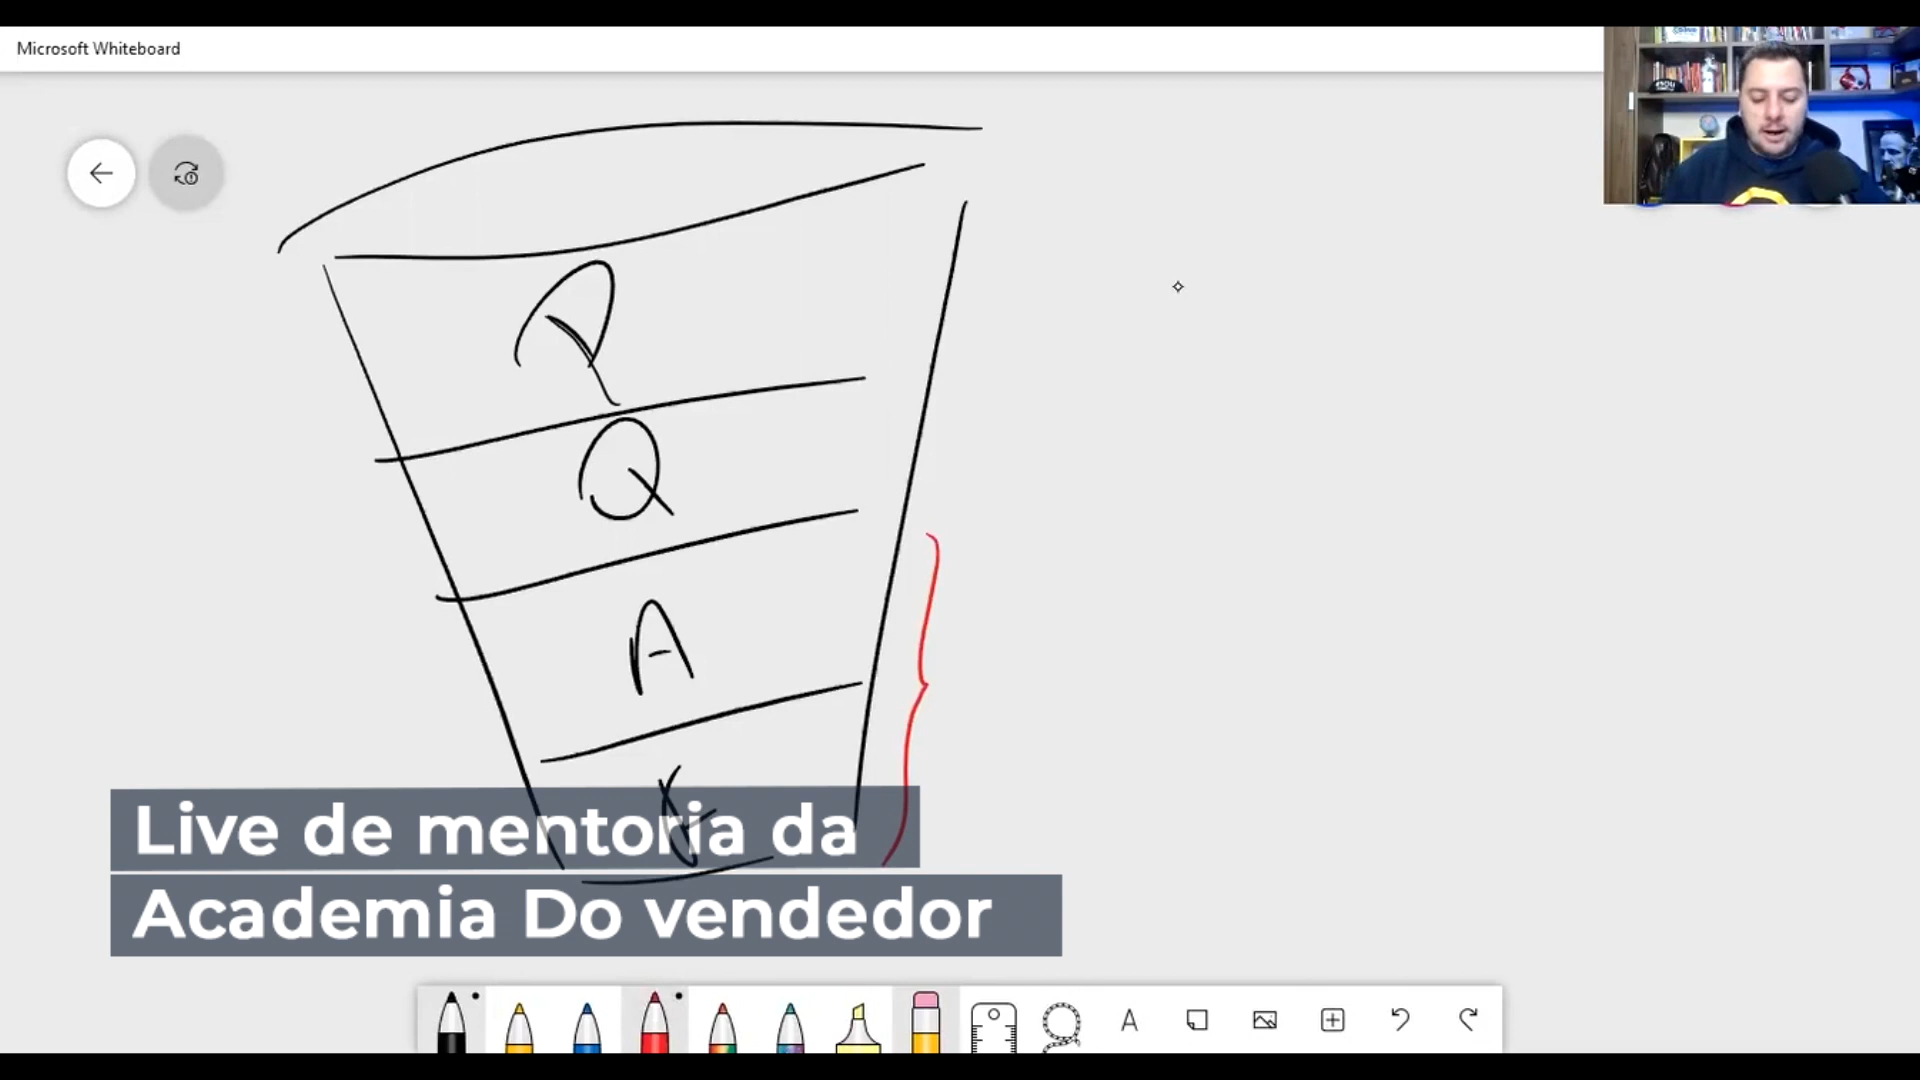 Microsoft Whiteboard
Q
A
Live de mentoria da
Academia Do vendedor